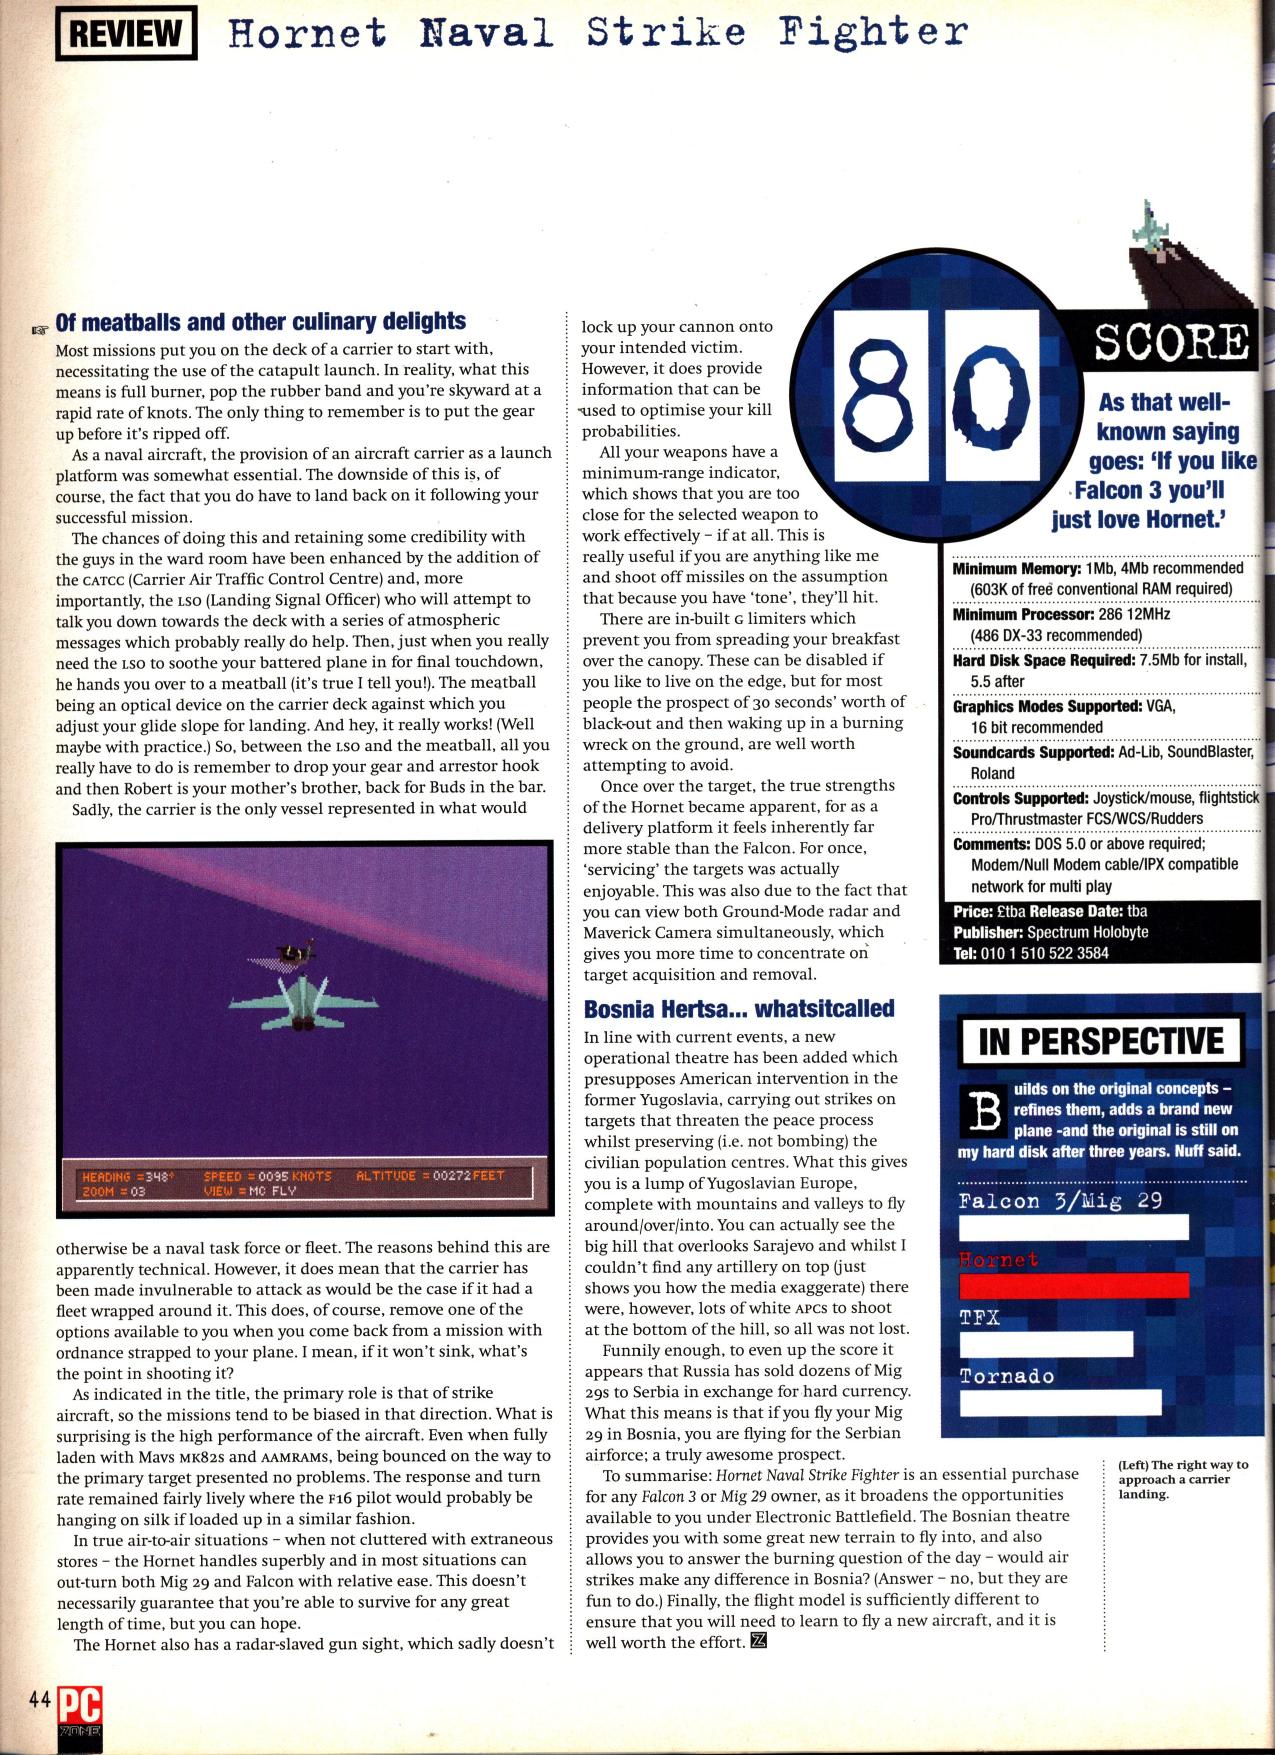 REVIEW
Hornet Naval Strike Fighter
Of meatballs and other culinary delights
Most missions put you on the deck of a carrier to start with,
necessitating the use of the catapult launch. In reality, what this
means is full burner, pop the rubber band and you're skyward at a
rapid rate of knots. The only thing to remember is to put the gear
up before it's ripped off.
As a naval aircraft, the provision of an aircraft carrier as a launch
platform was somewhat essential. The downside of this is, of
course, the fact that you do have to land back on it following your
successful mission.
The chances of doing this and retaining some credibility with
the guys in the ward room have been enhanced by the addition of
the CATCC (Carrier Air Traffic Control Centre) and, more
importantly, the LSO (Landing Signal Officer) who will attempt to
talk you down towards the deck with a series of atmospheric
messages which probably really do help. Then, just when you really
need the LSO to soothe your battered plane in for final touchdown,
he hands you over to a meatball (it's true I tell you!). The meatball
being an optical device on the carrier deck against which you
adjust your glide slope for landing. And hey, it really works! (Well
maybe with practice.) So, between the LSO and the meatball, all you
really have to do is remember to drop your gear and arrestor hook
and then Robert is your mother's brother, back for Buds in the bar.
Sadly, the carrier is the only vessel represented in what would
HEADING =348° SPEED =0095 KNOTS ALTITUDE =00272 FEET
ZOOM =03 VIEW =MC FLY
otherwise be a naval task force or fleet. The reasons behind this are
apparently technical. However, it does mean that the carrier has
been made invulnerable to attack as would be the case if it had a
fleet wrapped around it. This does, of course, remove one of the
options available to you when you come back from a mission with
ordnance strapped to your plane. I mean, if it won't sink, what's
the point in shooting it?
As indicated in the title, the primary role is that of strike
aircraft, so the missions tend to be biased in that direction. What is
surprising is the high performance of the aircraft. Even when fully
laden with Mavs MK82s and AAMRAMS, being bounced on the way to
the primary target presented no problems. The response and turn
rate remained fairly lively where the F16 pilot would probably be
hanging on silk if loaded up in a similar fashion.
In true air-to-air situations – when not cluttered with extraneous
stores – the Hornet handles superbly and in most situations can
out-turn both Mig 29 and Falcon with relative ease. This doesn't
necessarily guarantee that you're able to survive for any great
length of time, but you can hope.
The Hornet also has a radar-slaved gun sight, which sadly doesn't
lock up your cannon onto
your intended victim.
However, it does provide
information that can be
used to optimise your kill
probabilities.
All your weapons have a
minimum-range indicator,
which shows that you are too
close for the selected weapon to
work effectively – if at all. This is
really useful if you are anything like me
and shoot off missiles on the assumption
that because you have 'tone', they'll hit.
There are in-built G limiters which
prevent you from spreading your breakfast
over the canopy. These can be disabled if
you like to live on the edge, but for most
people the prospect of 30 seconds' worth of
black-out and then waking up in a burning
wreck on the ground, are well worth
attempting to avoid.
Once over the target, the true strengths
of the Hornet became apparent, for as a
delivery platform it feels inherently far
more stable than the Falcon. For once,
'servicing' the targets was actually
enjoyable. This was also due to the fact that
you can view both Ground-Mode radar and
Maverick Camera simultaneously, which
gives you more time to concentrate on
target acquisition and removal.
Bosnia Hertsa... whatsitcalled
In line with current events, a new
operational theatre has been added which
presupposes American intervention in the
former Yugoslavia, carrying out strikes on
targets that threaten the peace process
whilst preserving (i.e. not bombing) the
civilian population centres. What this gives
you is a lump of Yugoslavian Europe,
complete with mountains and valleys to fly
around/over/into. You can actually see the
big hill that overlooks Sarajevo and whilst I
couldn't find any artillery on top (just
shows you how the media exaggerate) there
were, however, lots of white APCS to shoot
at the bottom of the hill, so all was not lost.
Funnily enough, to even up the score it
appears that Russia has sold dozens of Mig
29s to Serbia in exchange for hard currency.
What this means is that if you fly your Mig
29 in Bosnia, you are flying for the Serbian
airforce; a truly awesome prospect.
To summarise: Hornet Naval Strike Fighter is an essential purchase
for any Falcon 3 or Mig 29 owner, as it broadens the opportunities
available to you under Electronic Battlefield. The Bosnian theatre
provides you with some great new terrain to fly into, and also
allows you to answer the burning question of the day – would air
strikes make any difference in Bosnia? (Answer – no, but they are
fun to do.) Finally, the flight model is sufficiently different to
ensure that you will need to learn to fly a new aircraft, and it is
well worth the effort. Z
80
SCORE
As that well-
known saying
goes: 'If you like
Falcon 3 you'll
just love Hornet.'
Minimum Memory: 1Mb, 4Mb recommended
(603K of free conventional RAM required)
Minimum Processor: 286 12MHz
(486 DX-33 recommended)
Hard Disk Space Required: 7.5Mb for install,
5.5 after
Graphics Modes Supported: VGA,
16 bit recommended
Soundcards Supported: Ad-Lib, SoundBlaster,
Roland
Controls Supported: Joystick/mouse, flightstick
Pro/Thrustmaster FCS/WCS/Rudders
Comments: DOS 5.0 or above required;
Modem/Null Modem cable/IPX compatible
network for multi play
Price: £tba Release Date: tba
Publisher: Spectrum Holobyte
Tel: 010 1 510 522 3584
IN PERSPECTIVE
Builds on the original concepts –
refines them, adds a brand new
plane -and the original is still on
my hard disk after three years. Nuff said.
Falcon 3/Mig 29
Hornet
TFX
Tornado
(Left) The right way to
approach a carrier
landing.
44
PC
ZONE